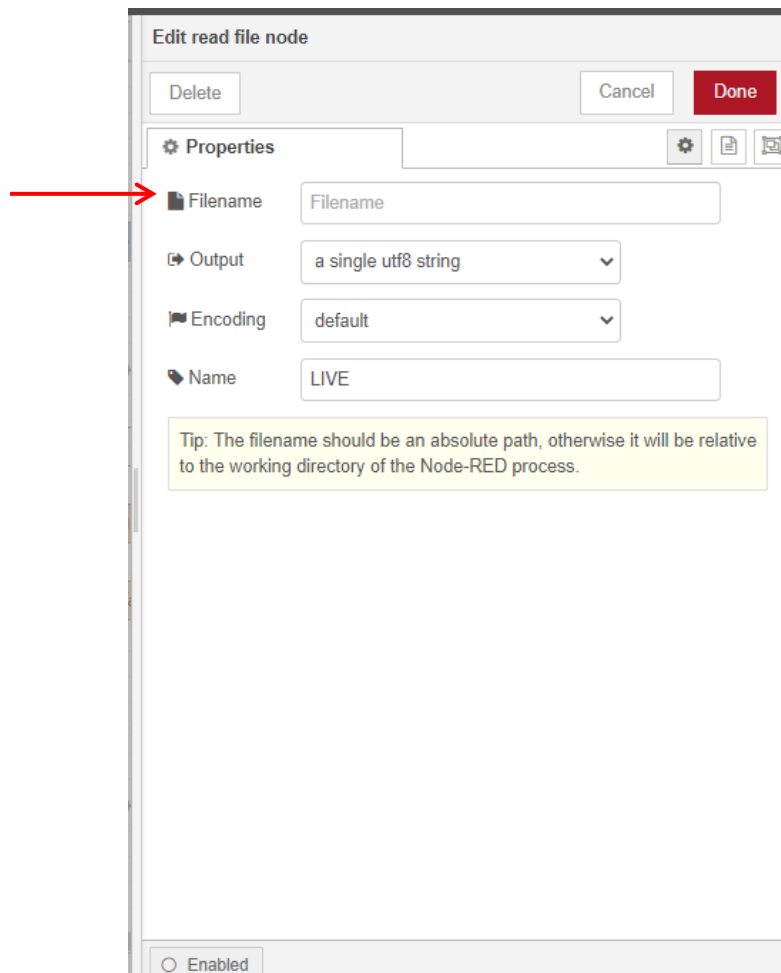 Edit read file node
Delete
Cancel
Done
Properties
Filename
Filename
Output
a single utf8 string
Encoding
default
Name
LIVE
Tip: The filename should be an absolute path, otherwise it will be relative
to the working directory of the Node-RED process.
Enabled